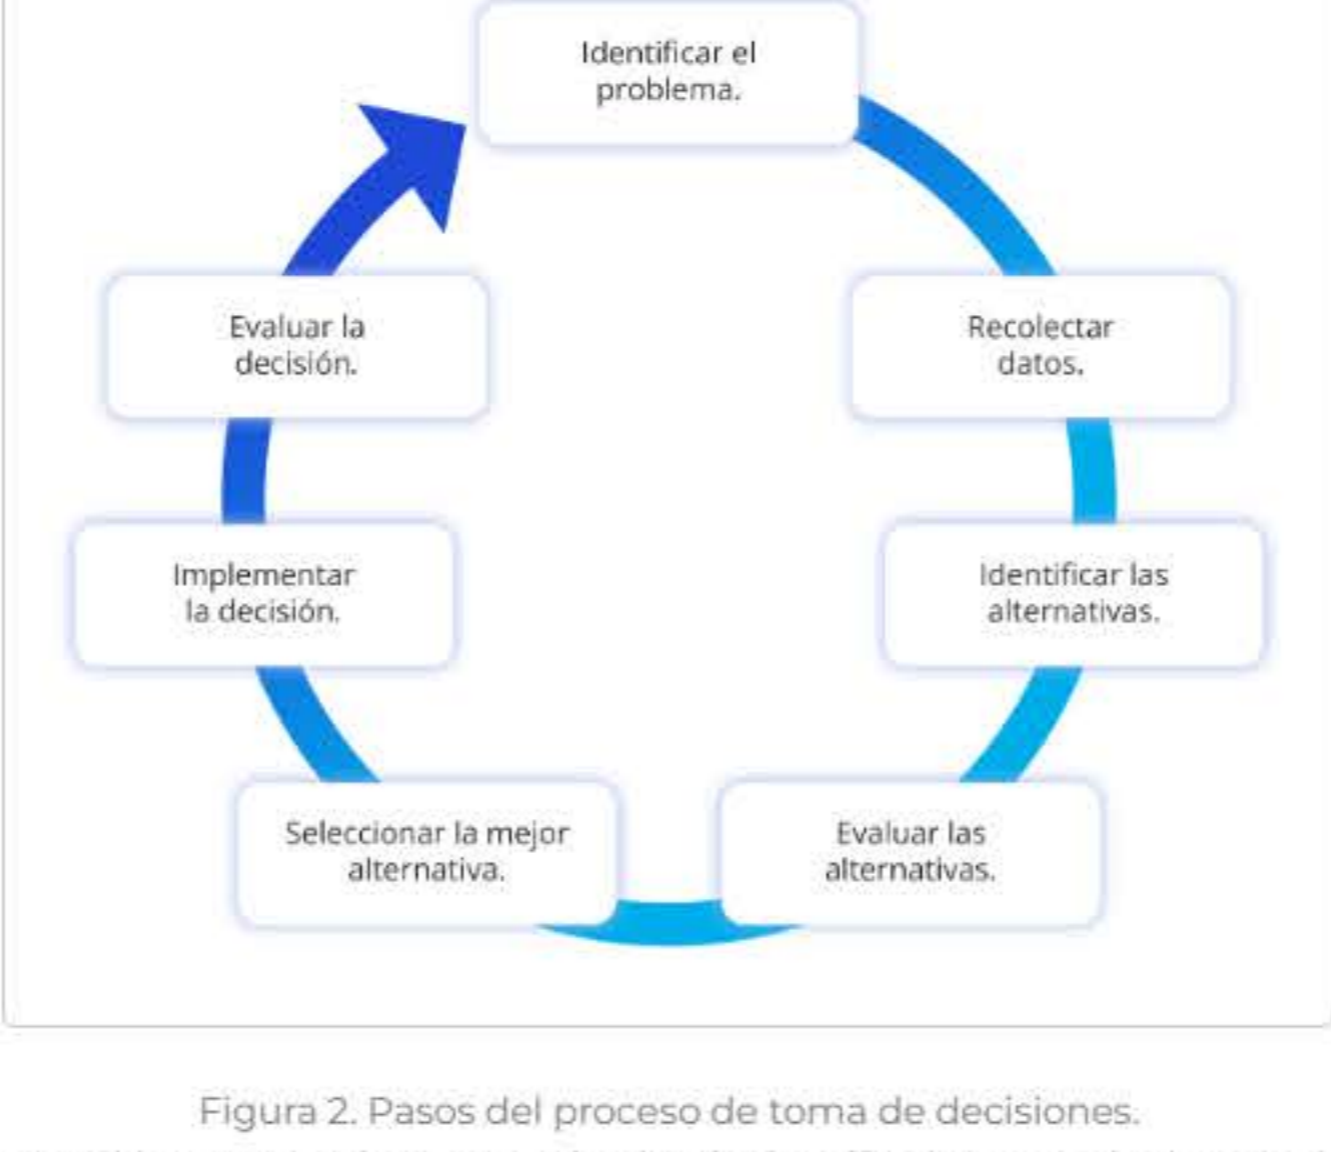 Identificar el
problema.
Recolectar
datos.
Identificar las
alternativas.
Evaluar las
alternativas.
Seleccionar la mejor
alternativa.
Implementar
la decisión.
Evaluar la
decisión.
Figura 2. Pasos del proceso de toma de decisiones.